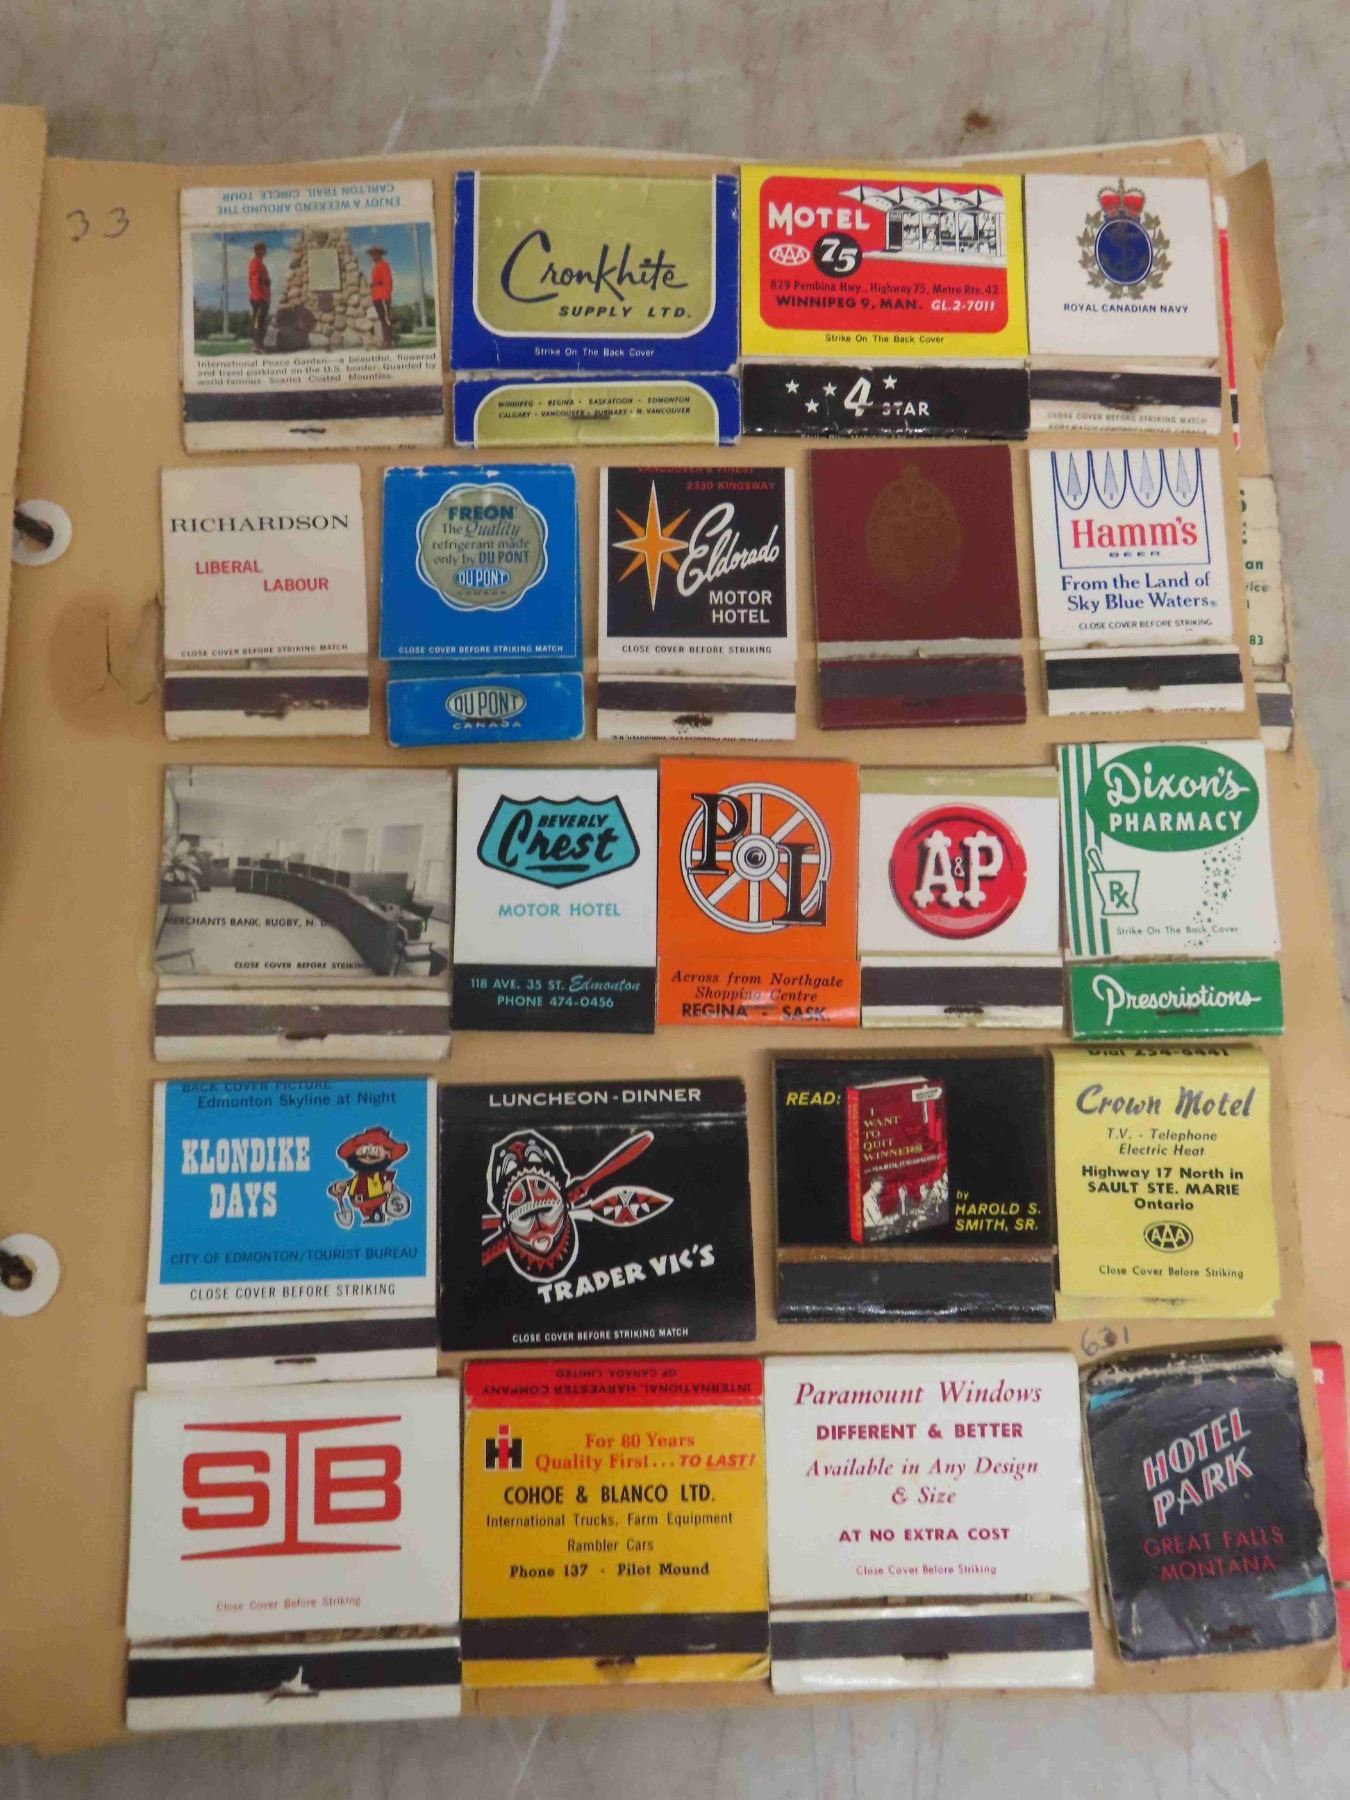 33
ENJOY A WEEKEND AROUND THE
CARLTON TRAIL CIRCLE TOUR
International Peace Garden—a beautiful, flowered
and treed parkland on the U.S. border. Guarded by
world-famous Scarlet Coated Mounties.
Cronkhite
SUPPLY LTD.
Strike On The Back Cover
WINNIPEG - REGINA - SASKATOON - EDMONTON
CALGARY - VANCOUVER - BURNABY - N. VANCOUVER
MOTEL
AAA
75
829 Pembina Hwy., Highway 75, Metro Rte. 42
WINNIPEG 9, MAN. GL.2-7011
Strike On The Back Cover
4 STAR
ROYAL CANADIAN NAVY
CLOSE COVER BEFORE STRIKING MATCH
RICHARDSON
LIBERAL
LABOUR
CLOSE COVER BEFORE STRIKING MATCH
FREON
The Quality
refrigerant made
only by DU PONT
DU PONT
CANADA
CLOSE COVER BEFORE STRIKING MATCH
DU PONT
CANADA
VANCOUVER'S FINEST
2330 KINGSWAY
Eldorado
MOTOR
HOTEL
CLOSE COVER BEFORE STRIKING
Hamm's
BEER
From the Land of
Sky Blue Waters®
CLOSE COVER BEFORE STRIKING
an
83
MERCHANTS BANK, RUGBY, N. D.
CLOSE COVER BEFORE STRIKING
BEVERLY
Crest
MOTOR HOTEL
118 AVE. 35 ST. Edmonton
PHONE 474-0456
PL
Across from Northgate
Shopping Centre
REGINA - SASK.
A&P
Dixon's
PHARMACY
Rx
Strike On The Back Cover
Prescriptions
BACK COVER PICTURE
Edmonton Skyline at Night
KLONDIKE
DAYS
$
CITY OF EDMONTON/TOURIST BUREAU
CLOSE COVER BEFORE STRIKING
LUNCHEON - DINNER
TRADER VIC'S
CLOSE COVER BEFORE STRIKING MATCH
READ:
I
WANT
TO
QUIT
WINNERS
by
HAROLD S.
SMITH, SR.
Dial 254-6441
Crown Motel
T.V. - Telephone
Electric Heat
Highway 17 North in
SAULT STE. MARIE
Ontario
AAA
Close Cover Before Striking
631
STB
Close Cover Before Striking
INTERNATIONAL HARVESTER COMPANY
OF CANADA, LIMITED
IH
For 60 Years
Quality First... TO LAST!
COHOE & BLANCO LTD.
International Trucks, Farm Equipment
Rambler Cars
Phone 137 - Pilot Mound
Paramount Windows
DIFFERENT & BETTER
Available in Any Design
& Size
AT NO EXTRA COST
Close Cover Before Striking
HOTEL
PARK
GREAT FALLS
MONTANA
R